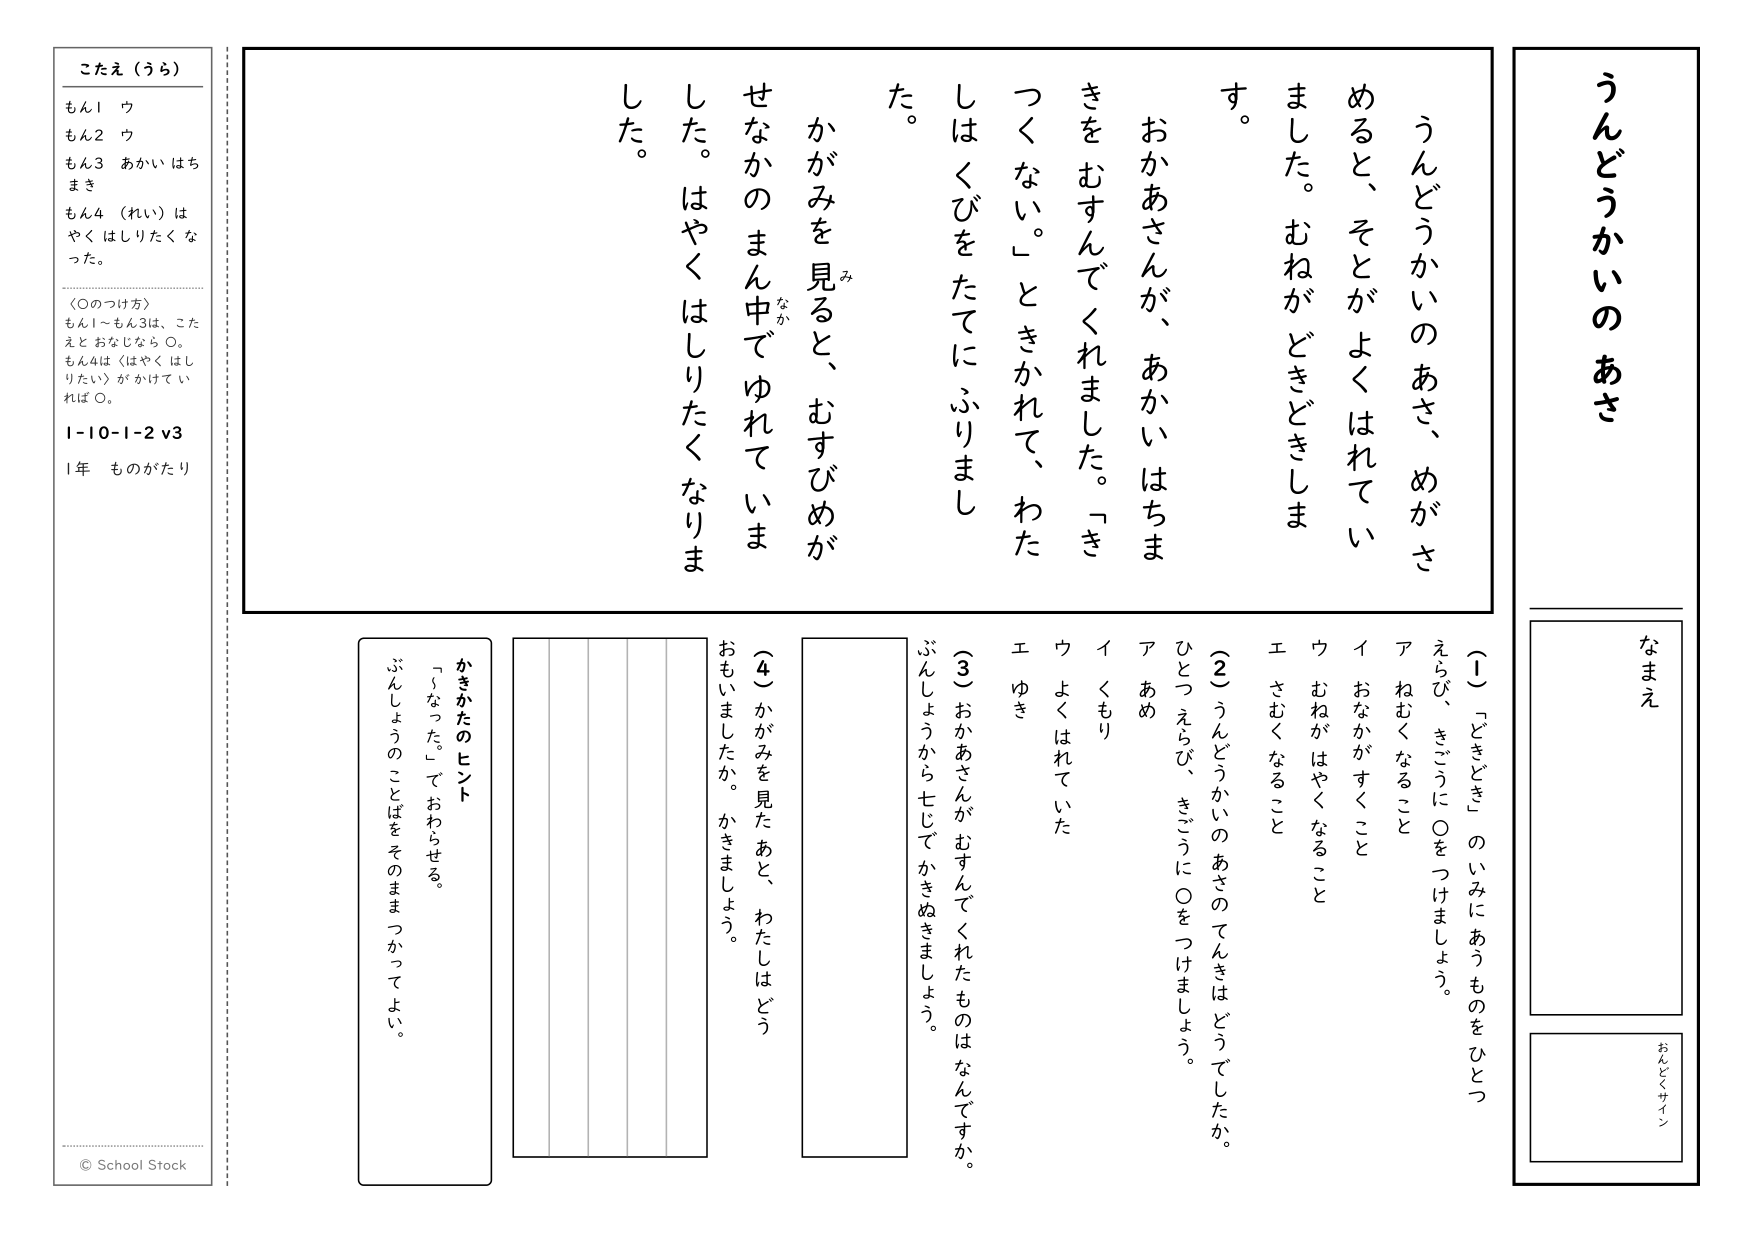 うんどうかいの あさ
なまえ
おんどくサイン
うんどうかいの あさ、 めが さ
めると、 そとが よく はれて い
ました。 むねが どきどきしま
す。
おかあさんが、 あかい はちま
きを むすんで くれました。 「き
つく ない。」 と きかれて、 わた
しは くびを たてに ふりまし
た。
かがみを 見ると、 むすびめが
み
せなかの まん中で ゆれて いま
なか
した。 はやく はしりたく なりま
した。
(1) 「どきどき」 の いみに あう ものを ひとつ
えらび、 きごうに ○を つけましょう。
ア ねむく なる こと
イ おなかが すく こと
ウ むねが はやく なる こと
エ さむく なる こと
(2) うんどうかいの あさの てんきは どうでしたか。
ひとつ えらび、 きごうに ○を つけましょう。
ア あめ
イ くもり
ウ よく はれて いた
エ ゆき
(3) おかあさんが むすんで くれた ものは なんですか。
ぶんしょうから 七じで かきぬきましょう。
(4) かがみを 見た あと、 わたしは どう
おもいましたか。 かきましょう。
かきかたの ヒント
「〜なった。」 で おわらせる。
ぶんしょうの ことばを そのまま つかって よい。
こたえ（うら）
もん1 ウ
もん2 ウ
もん3 あかい はち
まき
もん4 （れい）は
やく はしりたく な
った。
〈○のつけ方〉
もん1～もん3は、こた
えと おなじなら ○。
もん4は〈はやく はし
りたい〉が かけて い
れば ○。
1-10-1-2 v3
1年 ものがたり
© School Stock